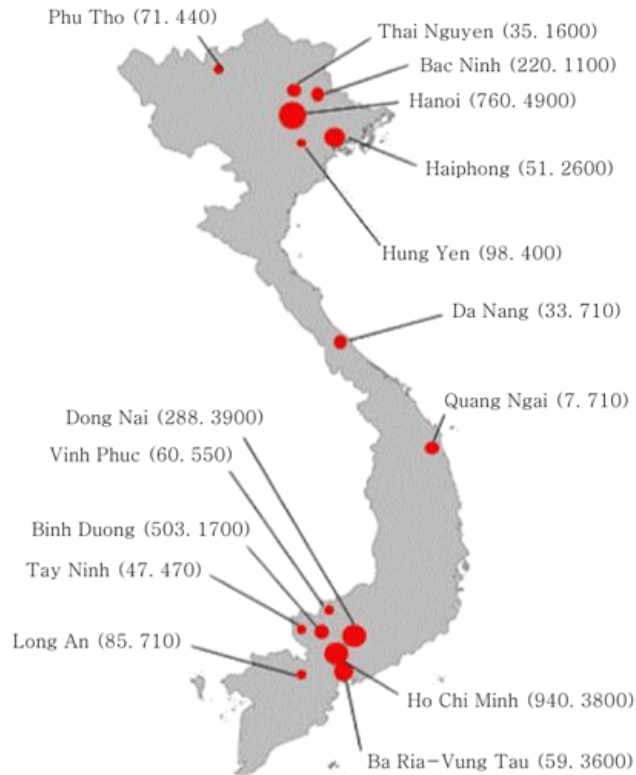 Phu Tho (71. 440)
Thai Nguyen (35. 1600)
Bac Ninh (220. 1100)
Hanoi (760. 4900)
Haiphong (51. 2600)
Hung Yen (98. 400)
Da Nang (33. 710)
Quang Ngai (7. 710)
Dong Nai (288. 3900)
Vinh Phuc (60. 550)
Binh Duong (503. 1700)
Tay Ninh (47. 470)
Long An (85. 710)
Ho Chi Minh (940. 3800)
Ba Ria-Vung Tau (59. 3600)